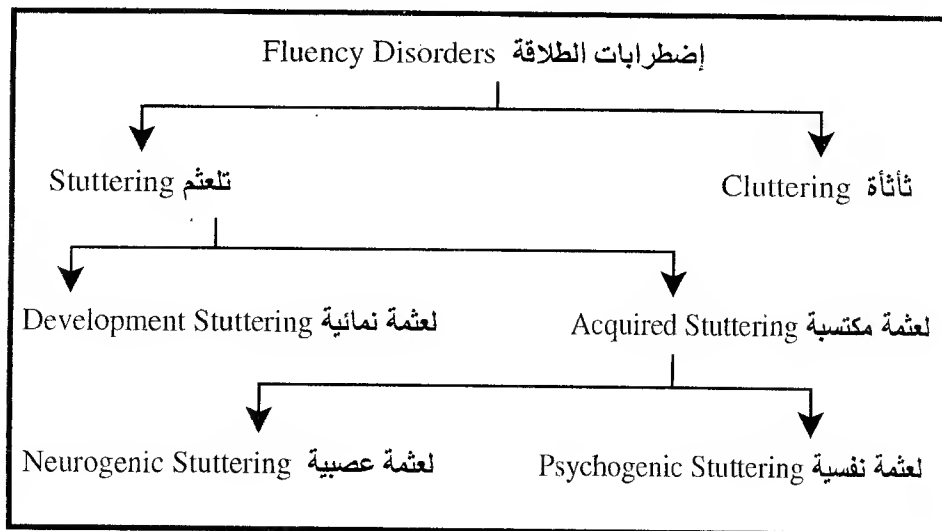 Fluency Disorders إضطرابات الطلاقة
Stuttering تلعثم
Cluttering ثأثأة
Development Stuttering لعثمة نمائية
Acquired Stuttering لعثمة مكتسبة
Neurogenic Stuttering لعثمة عصبية
Psychogenic Stuttering لعثمة نفسية